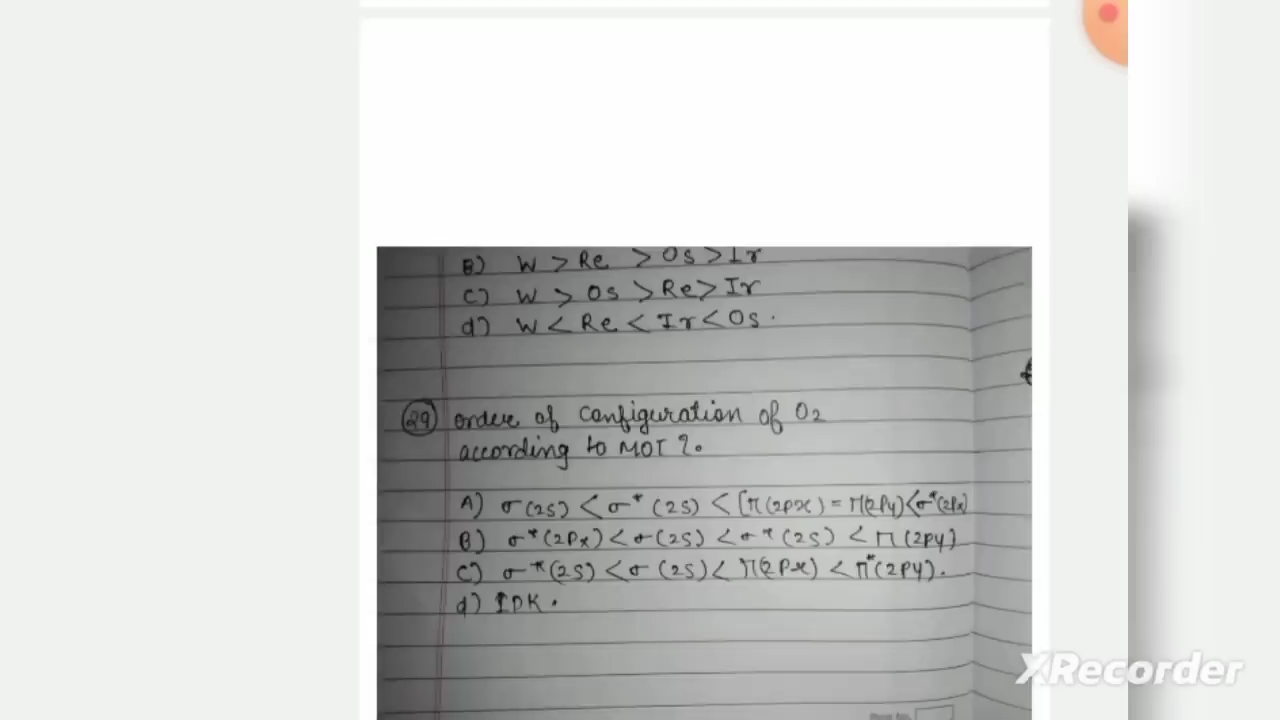 B) W > Re > Os > Ir
C) W > Os > Re > Ir
d) W < Re < Ir < Os.
29 order of configuration of O2
according to MOT ?.
A) σ(2S) < σ* (2S) < [π(2px) = π(2Py) < σ*(2Px)
B) σ*(2Px) < σ(2S) < σ*(2S) < π(2py)
C) σ*(2S) < σ(2S) < π(2Px) < π*(2Py).
d) IDK.
XRecorder